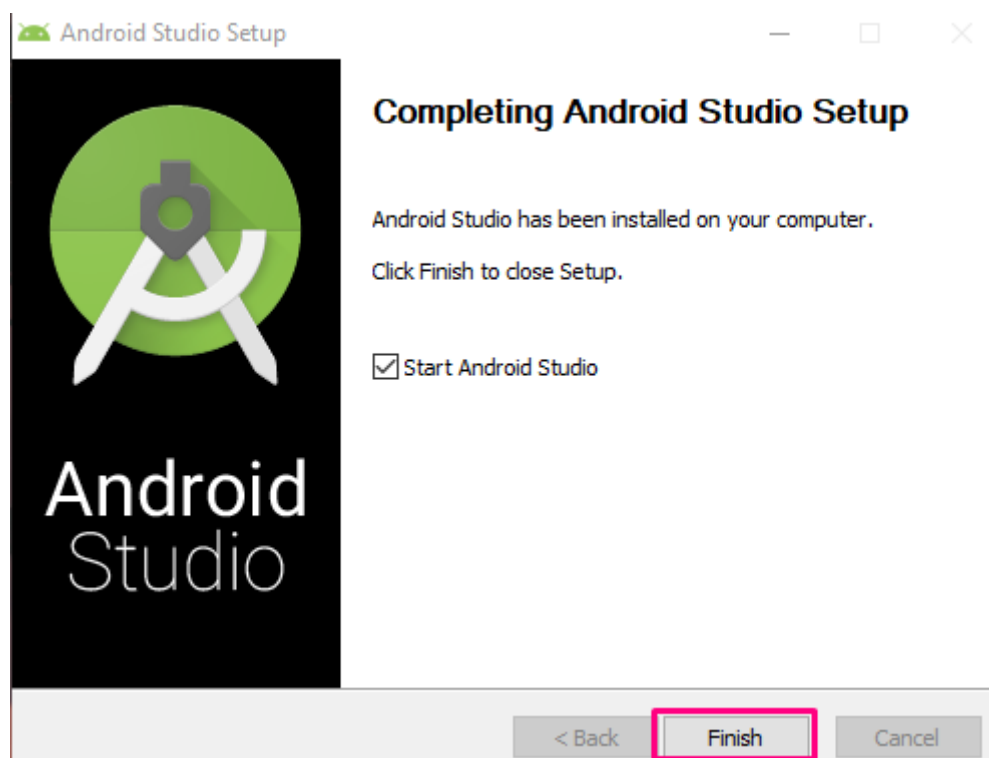 Android Studio Setup
Completing Android Studio Setup
Android Studio has been installed on your computer.
Click Finish to close Setup.
Start Android Studio
Android
Studio
< Back
Finish
Cancel